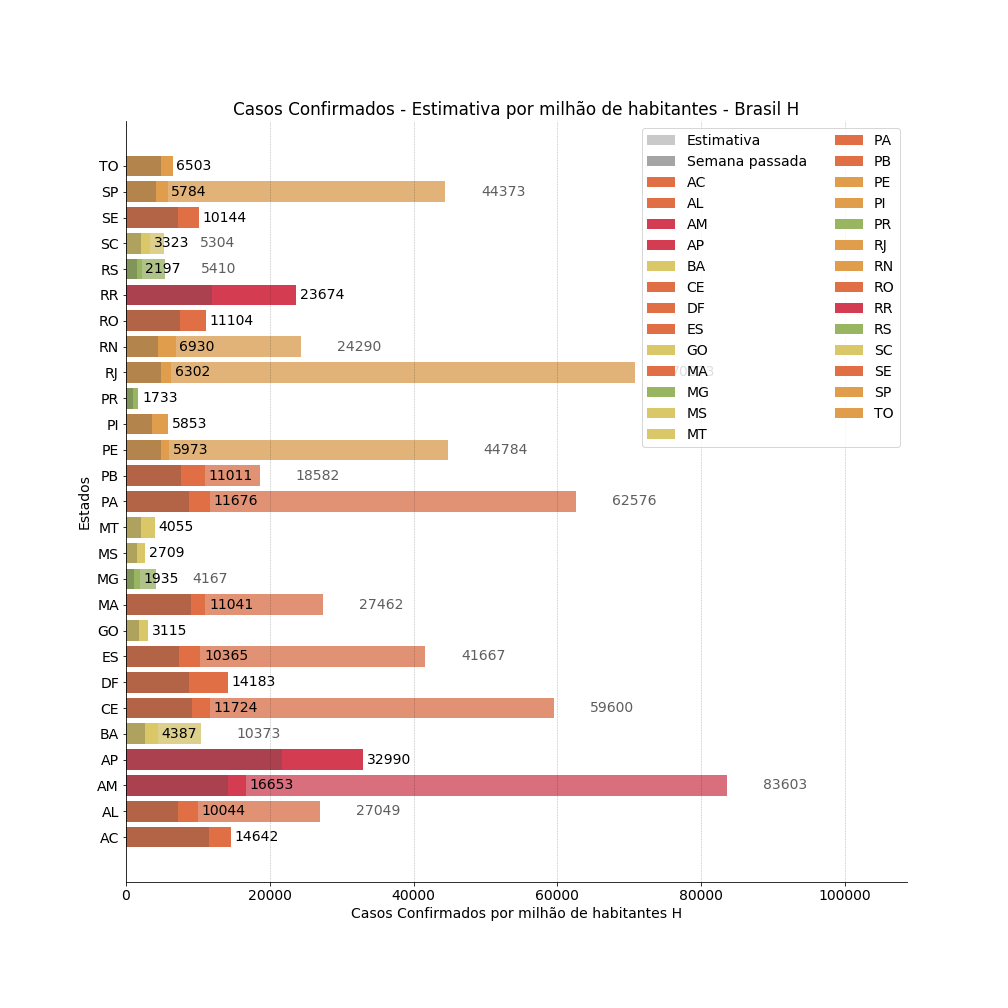 Casos Confirmados - Estimativa por milhão de habitantes - Brasil H
Estimativa
Semana passada
AC
AL
AM
AP
BA
CE
DF
ES
GO
MA
MG
MS
MT
PA
PB
PE
PI
PR
RJ
RN
RO
RR
RS
SC
SE
SP
TO
TO 6503
SP 5784 44373
SE 10144
SC 3323 5304
RS 2197 5410
RR 23674
RO 11104
RN 6930 24290
RJ 6302
PR 1733
PI 5853
PE 5973 44784
PB 11011 18582
PA 11676 62576
MT 4055
MS 2709
MG 1935 4167
MA 11041 27462
GO 3115
ES 10365 41667
DF 14183
CE 11724 59600
BA 4387 10373
AP 32990
AM 16653 83603
AL 10044 27049
AC 14642
Estados
0 20000 40000 60000 80000 100000
Casos Confirmados por milhão de habitantes H